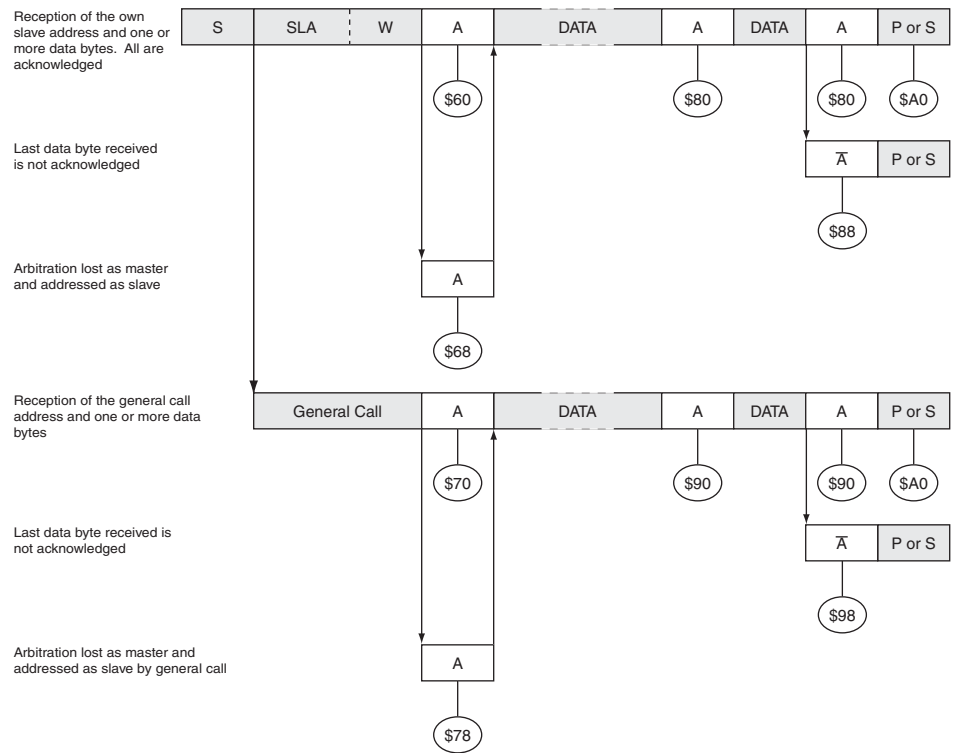 Reception of the own
slave address and one or
more data bytes. All are
acknowledged
S SLA W A DATA A DATA A P or S
$60 $80 $80 $A0
Last data byte received
is not acknowledged
A̅ P or S
$88
Arbitration lost as master
and addressed as slave
A
$68
Reception of the general call
address and one or more data
bytes
General Call A DATA A DATA A P or S
$70 $90 $90 $A0
Last data byte received is
not acknowledged
A̅ P or S
$98
Arbitration lost as master and
addressed as slave by general call
A
$78